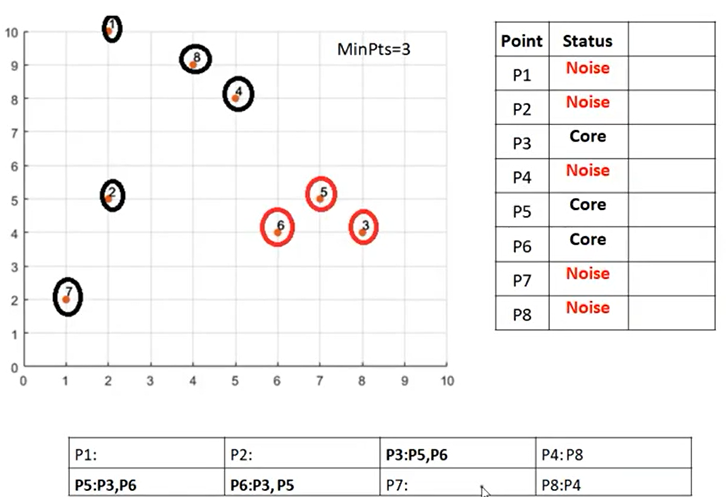 MinPts=3
10
9
8
7
6
5
4
3
2
1
0
0 1 2 3 4 5 6 7 8 9 10
1
8
4
2
5
6
3
7
Point Status
P1 Noise
P2 Noise
P3 Core
P4 Noise
P5 Core
P6 Core
P7 Noise
P8 Noise
P1: P2: P3:P5,P6 P4: P8
P5:P3,P6 P6:P3, P5 P7: P8:P4